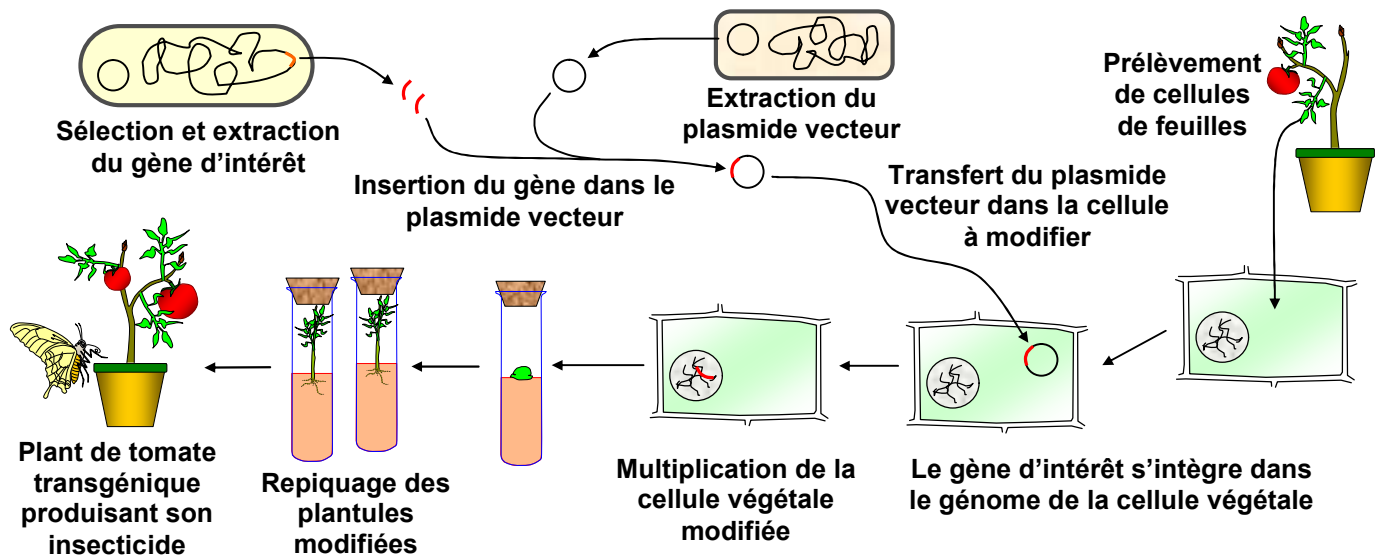 Sélection et extraction
du gène d’intérêt
Extraction du
plasmide vecteur
Prélèvement
de cellules
de feuilles
Insertion du gène dans le
plasmide vecteur
Transfert du plasmide
vecteur dans la cellule
à modifier
Le gène d’intérêt s’intègre dans
le génome de la cellule végétale
Multiplication de la
cellule végétale
modifiée
Repiquage des
plantules
modifiées
Plant de tomate
transgénique
produisant son
insecticide